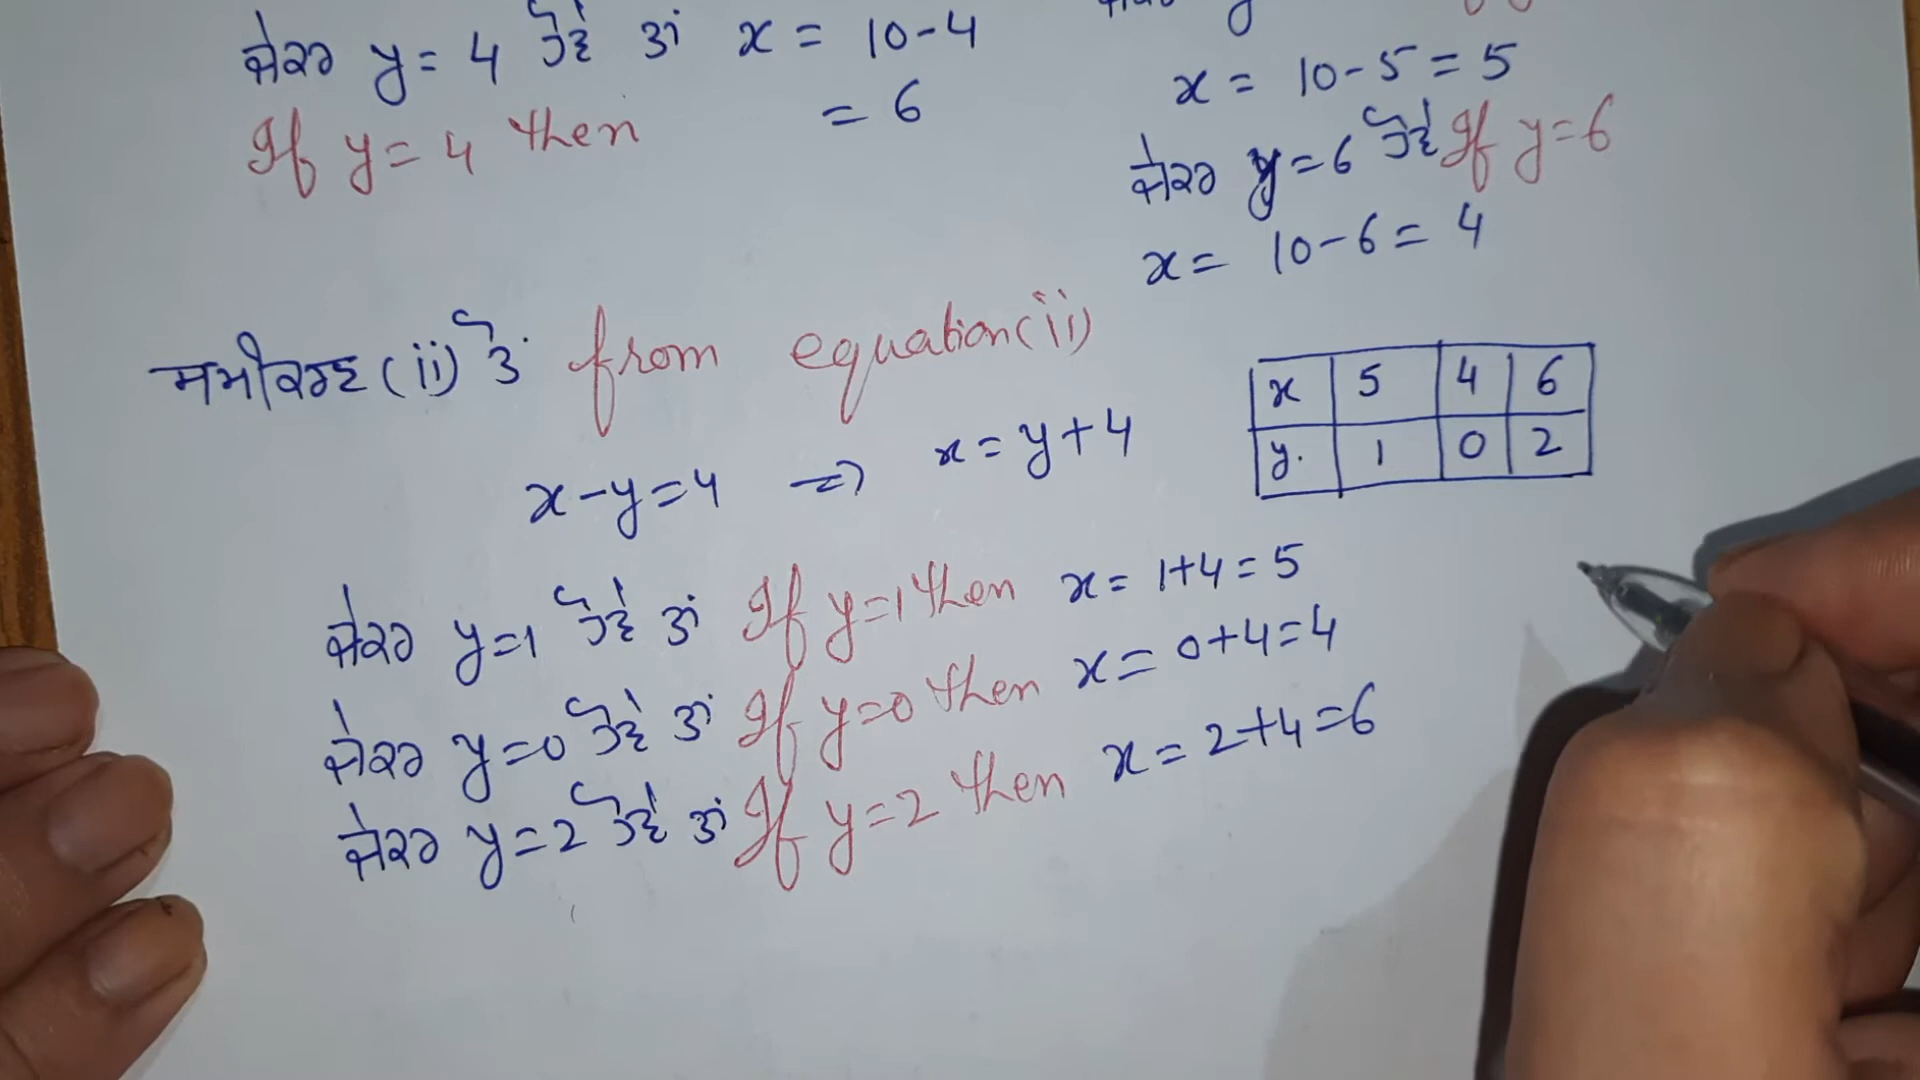 ਜੇਕਰ y = 4 ਹੋਵੇ ਤਾਂ x = 10-4
If y = 4 then = 6
x = 10-5 = 5
ਜੇਕਰ y=6 ਹੋਵੇ If y=6
x = 10-6 = 4
ਸਮੀਕਰਣ (ii) ਤੋਂ from equation (ii)
x-y=4 ⇒ x = y+4
x 5 4 6
y. 1 0 2
ਜੇਕਰ y=1 ਹੋਵੇ ਤਾਂ If y=1 then x = 1+4=5
ਜੇਕਰ y=0 ਹੋਵੇ ਤਾਂ If y=0 then x = 0+4=4
ਜੇਕਰ y=2 ਹੋਵੇ ਤਾਂ If y=2 then x = 2+4=6